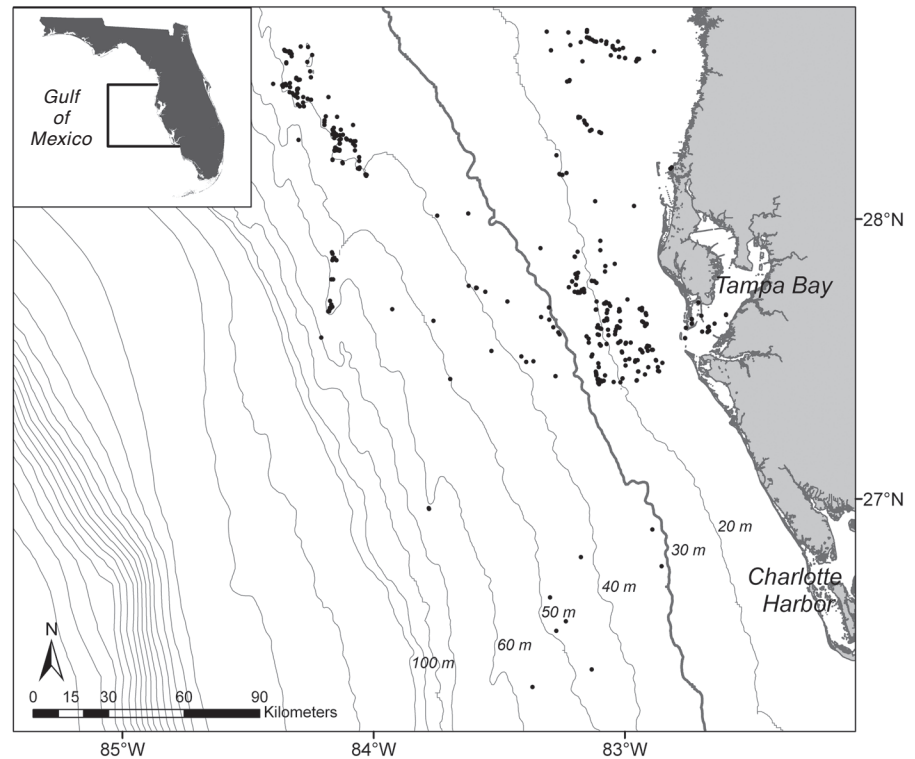 Gulf
of
Mexico
28°N
Tampa Bay
27°N
20 m
30 m
Charlotte
Harbor
40 m
50 m
60 m
100 m
N
0 15 30 60 90
Kilometers
85°W 84°W 83°W